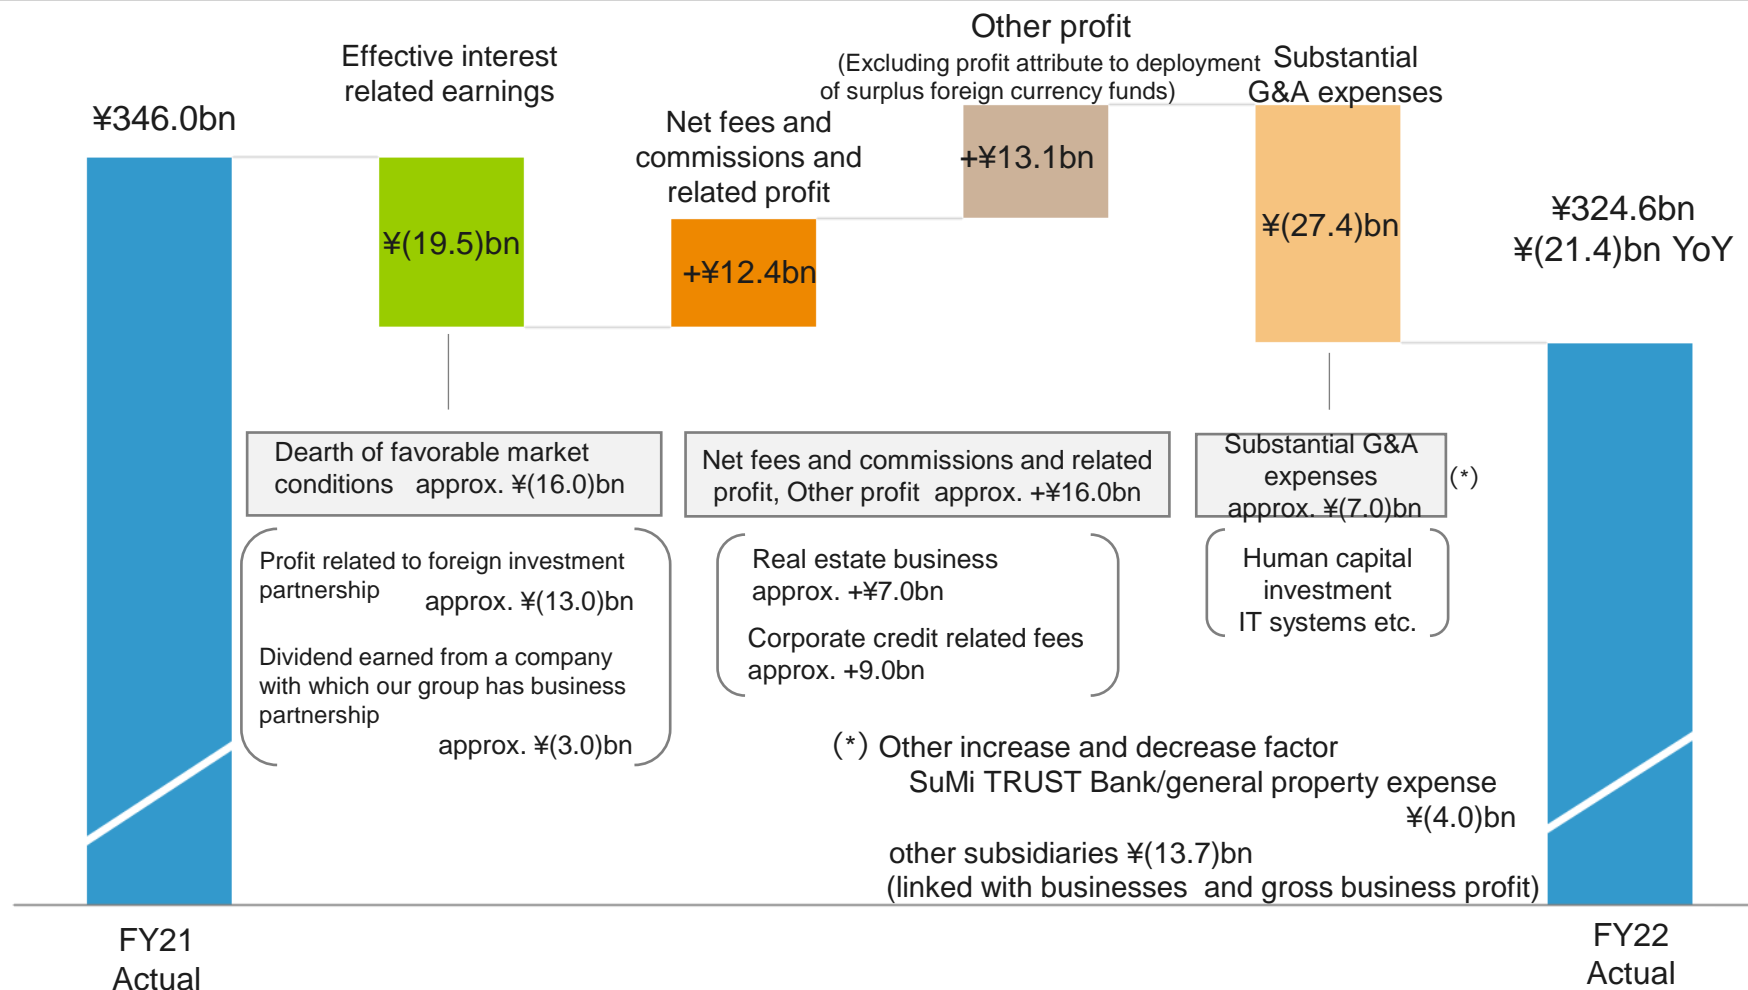 Other profit
(Excluding profit attribute to deployment
of surplus foreign currency funds)
Effective interest
related earnings
Substantial
G&A expenses
¥346.0bn
Net fees and
commissions and
related profit
+¥13.1bn
¥(19.5)bn
+¥12.4bn
¥(27.4)bn
¥324.6bn
¥(21.4)bn YoY
Dearth of favorable market
conditions approx. ¥(16.0)bn
Profit related to foreign investment
partnership
approx. ¥(13.0)bn
Dividend earned from a company
with which our group has business
partnership
approx. ¥(3.0)bn
Net fees and commissions and related
profit, Other profit approx. +¥16.0bn
Real estate business
approx. +¥7.0bn
Corporate credit related fees
approx. +9.0bn
Substantial G&A
expenses
approx. ¥(7.0)bn
(*)
Human capital
investment
IT systems etc.
(*) Other increase and decrease factor
SuMi TRUST Bank/general property expense
¥(4.0)bn
other subsidiaries ¥(13.7)bn
(linked with businesses and gross business profit)
FY21
Actual
FY22
Actual